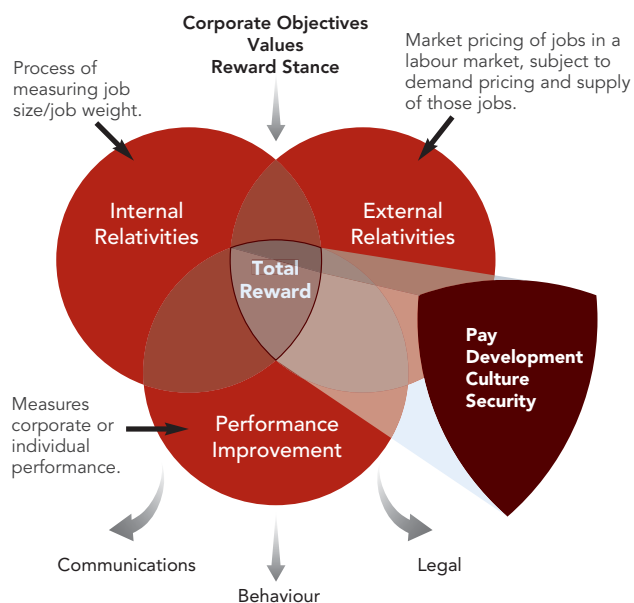 Corporate Objectives
Values
Reward Stance
Process of
measuring job
size/job weight.
Market pricing of jobs in a
labour market, subject to
demand pricing and supply
of those jobs.
Internal
Relativities
External
Relativities
Total
Reward
Pay
Development
Culture
Security
Measures
corporate or
individual
performance.
Performance
Improvement
Communications
Behaviour
Legal